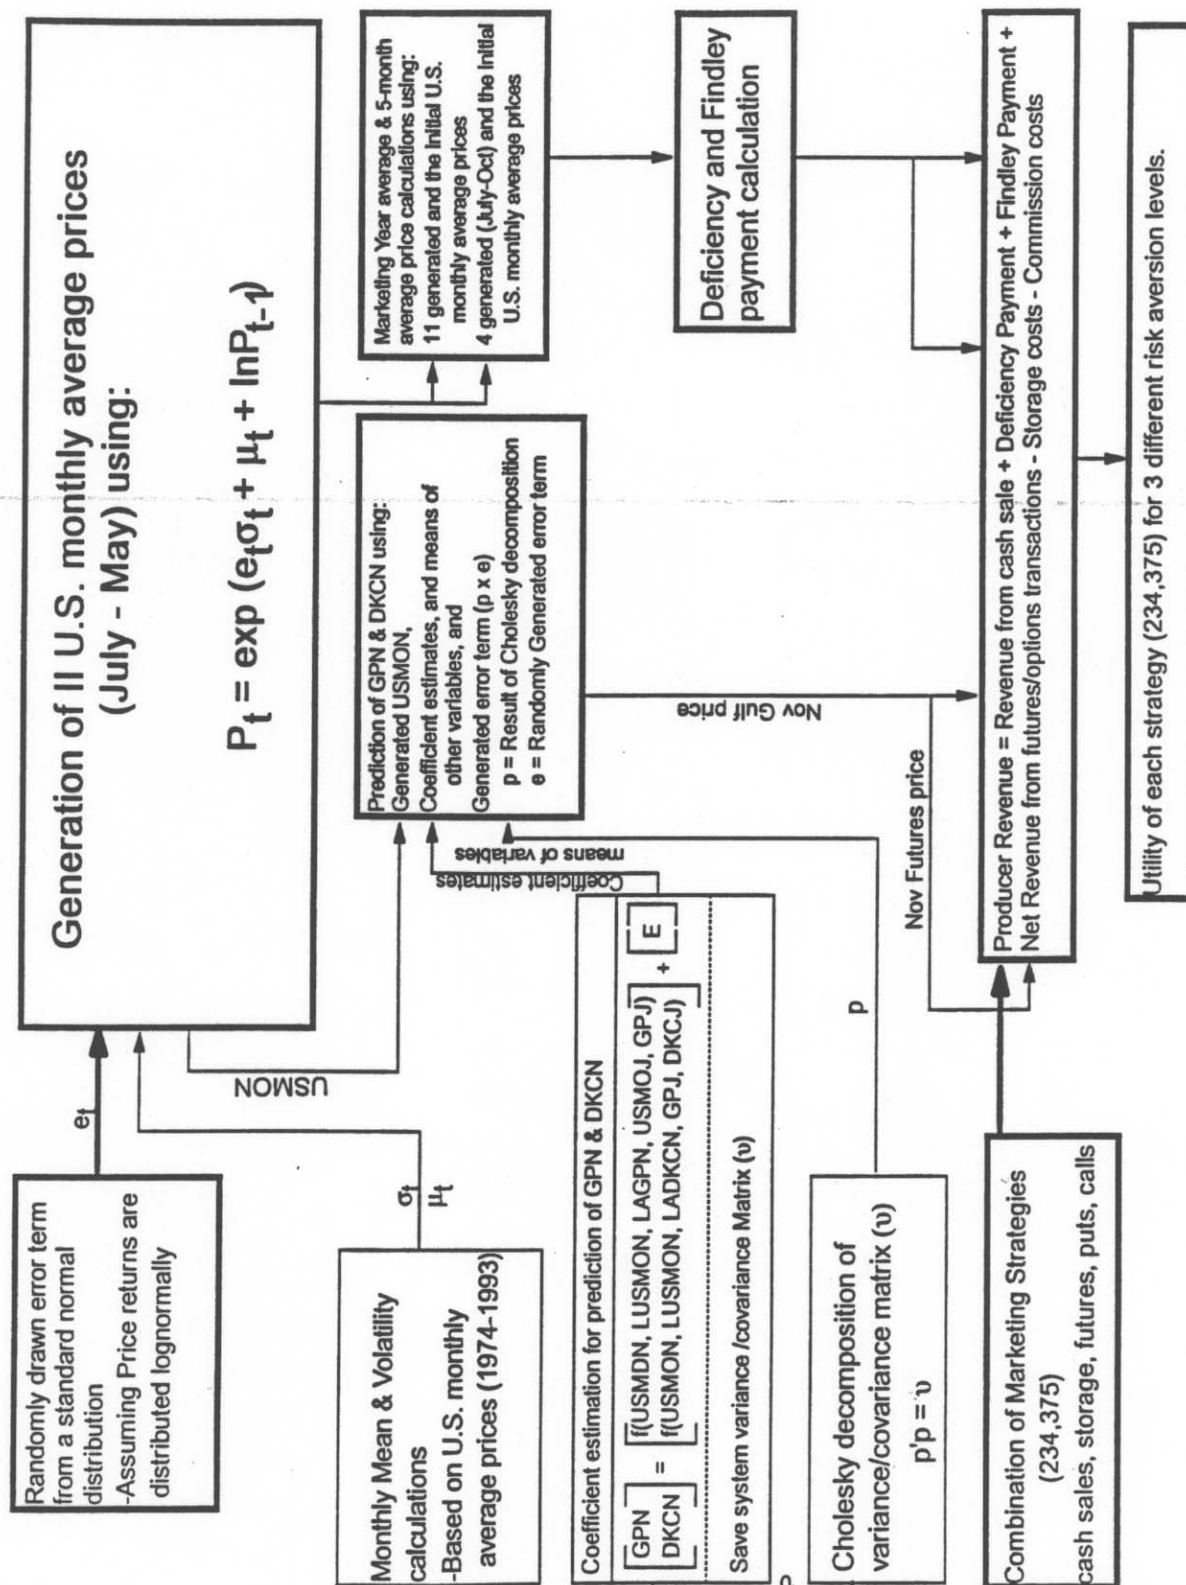 Randomly drawn error term
from a standard normal
distribution
-Assuming Price returns are
distributed lognormally
et
Generation of II U.S. monthly average prices
(July - May) using:
Pt = exp (etσt + μt + lnPt-1)
Monthly Mean & Volatility
calculations
-Based on U.S. monthly
average prices (1974-1993)
σt
μt
USMON
Prediction of GPN & DKCN using:
Generated USMON,
Coefficient estimates, and means of
other variables, and
Generated error term (p x e)
p = Result of Cholesky decomposition
e = Randomly Generated error term
Marketing Year average & 5-month
average price calculations using:
11 generated and the initial U.S.
monthly average prices
4 generated (July-Oct) and the initial
U.S. monthly average prices
Coefficient estimation for prediction of GPN & DKCN
[GPN] = [f(USMDN, LUSMON, LAGPN, USMOJ, GPJ)] + [E]
[DKCN] [f(USMON, LUSMON, LADKCN, GPJ, DKCJ)]
Save system variance /covariance Matrix (υ)
Coefficient estimates
means of variables
Cholesky decomposition of
variance/covariance matrix (υ)
p'p = υ
p
Nov Gulf price
Nov Futures price
Deficiency and Findley
payment calculation
Combination of Marketing Strategies
(234,375)
cash sales, storage, futures, puts, calls
Producer Revenue = Revenue from cash sale + Deficiency Payment + Findley Payment +
Net Revenue from futures/options transactions - Storage costs - Commission costs
Utility of each strategy (234,375) for 3 different risk aversion levels.